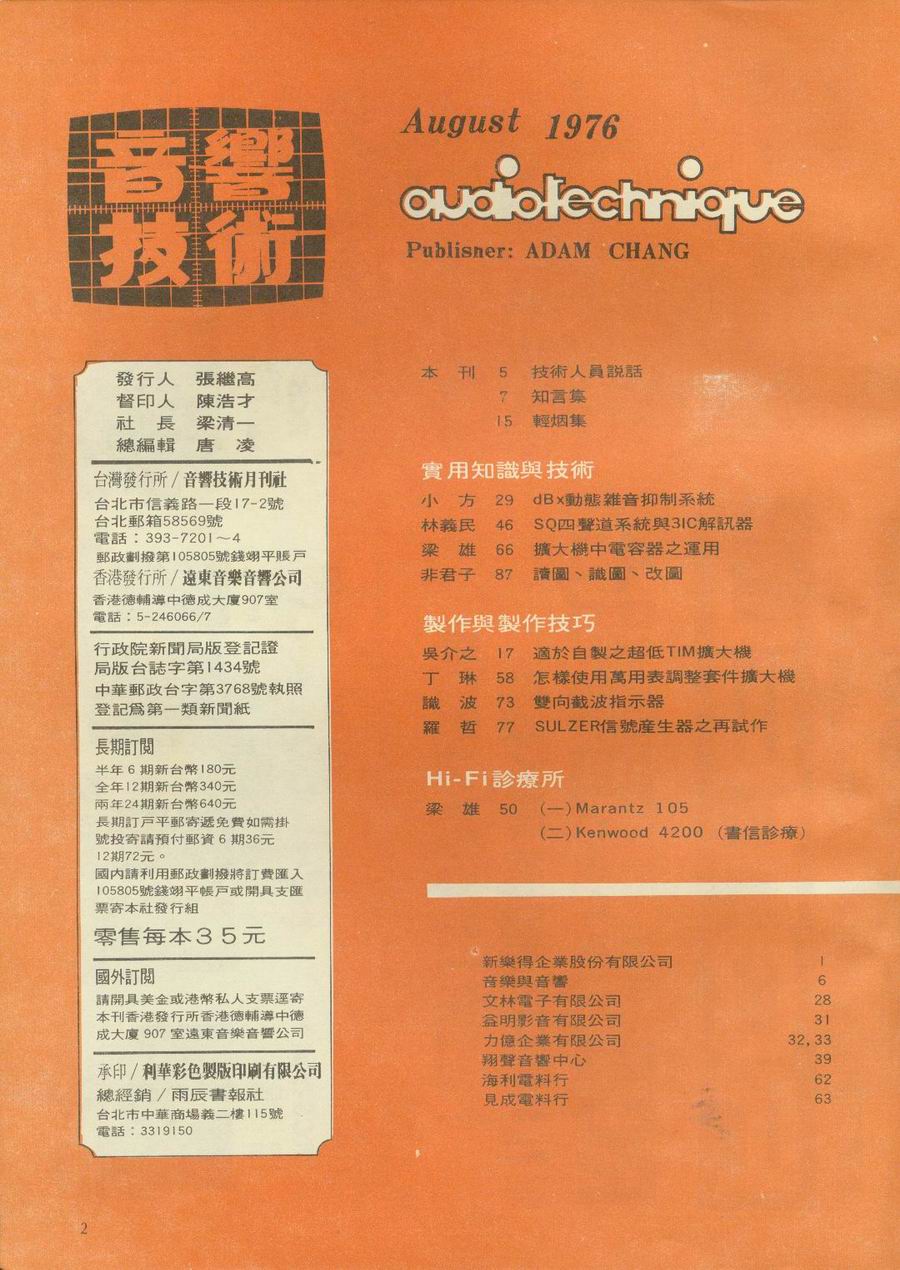 音響
技術
August 1976
audiotechnique
Publisner: ADAM CHANG
發行人 張繼高
督印人 陳浩才
社長 梁清一
總編輯 唐凌
台灣發行所/音響技術月刊社
台北市信義路一段17-2號
台北郵箱58569號
電話:393-7201~4
郵政劃撥第105805號錢翊平賬戶
香港發行所/遠東音樂音響公司
香港德輔導中德成大廈907室
電話:5-246066/7
行政院新聞局版登記證
局版台誌字第1434號
中華郵政台字第3768號執照
登記爲第一類新聞紙
長期訂閱
半年6期新台幣180元
全年12期新台幣340元
兩年24期新台幣640元
長期訂戶平郵寄遞免費如需掛
號投寄請預付郵資6期36元
12期72元。
國內請利用郵政劃撥將訂費匯入
105805號錢翊平帳戶或開具支匯
票寄本社發行組
零售每本35元
國外訂閱
請開具美金或港幣私人支票逕寄
本刊香港發行所香港德輔導中德
成大廈907室遠東音樂音響公司
承印/利華彩色製版印刷有限公司
總經銷/雨辰書報社
台北市中華商場義二樓115號
電話:3319150
本刊 5 技術人員説話
7 知言集
15 輕烟集
實用知識與技術
小方 29 dBx動態雜音抑制系統
林義民 46 SQ四聲道系統與3IC解訊器
梁雄 66 擴大機中電容器之運用
非君子 87 讀圖、識圖、改圖
製作與製作技巧
吳介之 17 適於自製之超低TIM擴大機
丁琳 58 怎樣使用萬用表調整套件擴大機
識波 73 雙向截波指示器
羅哲 77 SULZER信號產生器之再試作
Hi-Fi診療所
梁雄 50 (一)Marantz 105
(二)Kenwood 4200 (書信診療)
新樂得企業股份有限公司 1
音樂與音響 6
文林電子有限公司 28
益明影音有限公司 31
力億企業有限公司 32,33
翔聲音響中心 39
海利電料行 62
見成電料行 63
2